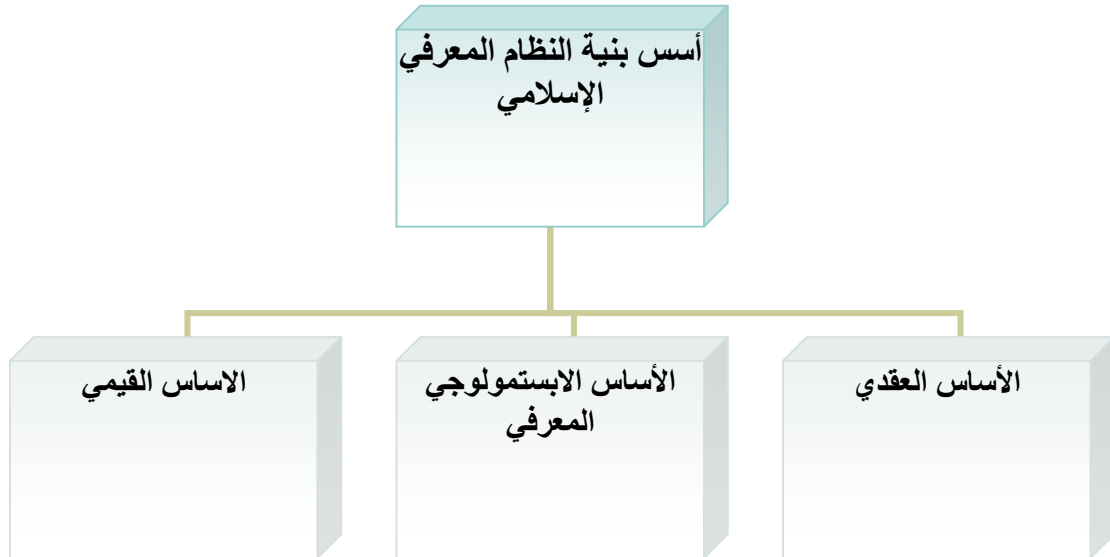 أسس بنية النظام المعرفي
الإسلامي
الأساس العقدي
الأساس الابستمولوجي
المعرفي
الاساس القيمي